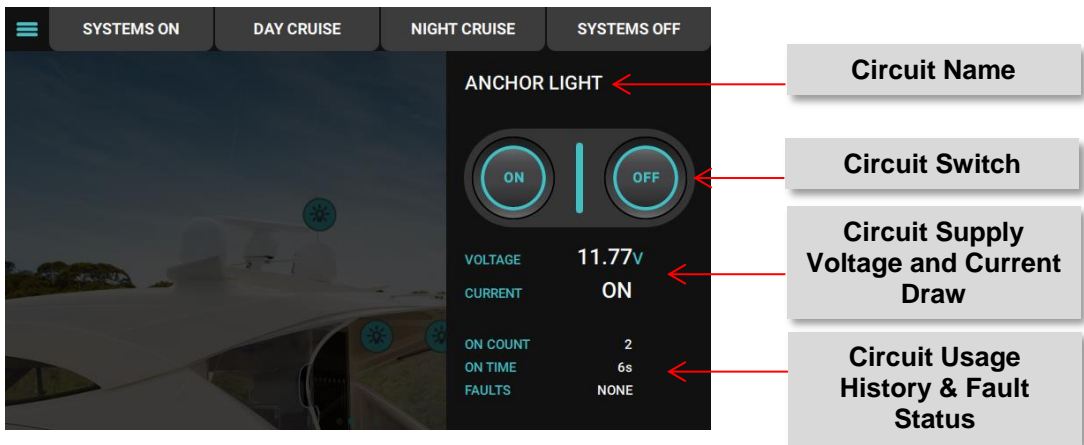 SYSTEMS ON DAY CRUISE NIGHT CRUISE SYSTEMS OFF
ANCHOR LIGHT
ON OFF
VOLTAGE 11.77V
CURRENT ON
ON COUNT 2
ON TIME 6s
FAULTS NONE
Circuit Name
Circuit Switch
Circuit Supply
Voltage and Current
Draw
Circuit Usage
History & Fault
Status